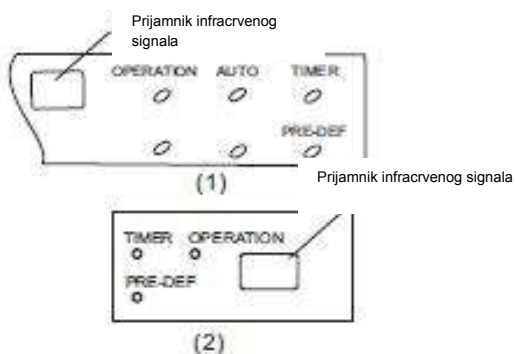 Prijamnik infracrvenog
signala
OPERATION AUTO TIMER
PRE-DEF
(1)
Prijamnik infracrvenog signala
TIMER OPERATION
PRE-DEF
(2)